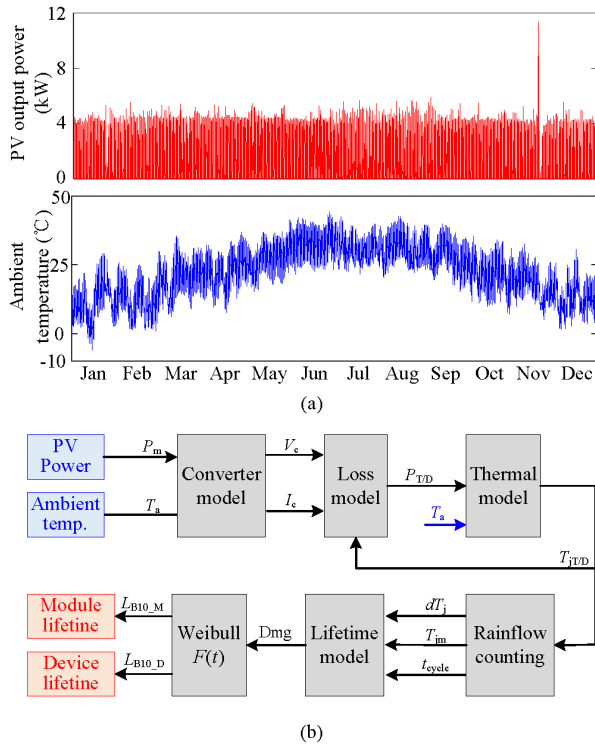 PV output power
(kW)
12
8
4
0
Ambient
temperature (℃)
50
25
0
-10
Jan Feb Mar Apr May Jun Jul Aug Sep Oct Nov Dec
(a)
PV
Power
Pm
Converter
model
Vc
Loss
model
PT/D
Thermal
model
Ambient
temp.
Ta
Ic
Ta
TjT/D
Module
lifetine
LB10_M
Weibull
F(t)
Dmg
Lifetime
model
dTj
Tjm
tcycle
Rainflow
counting
Device
lifetine
LB10_D
(b)